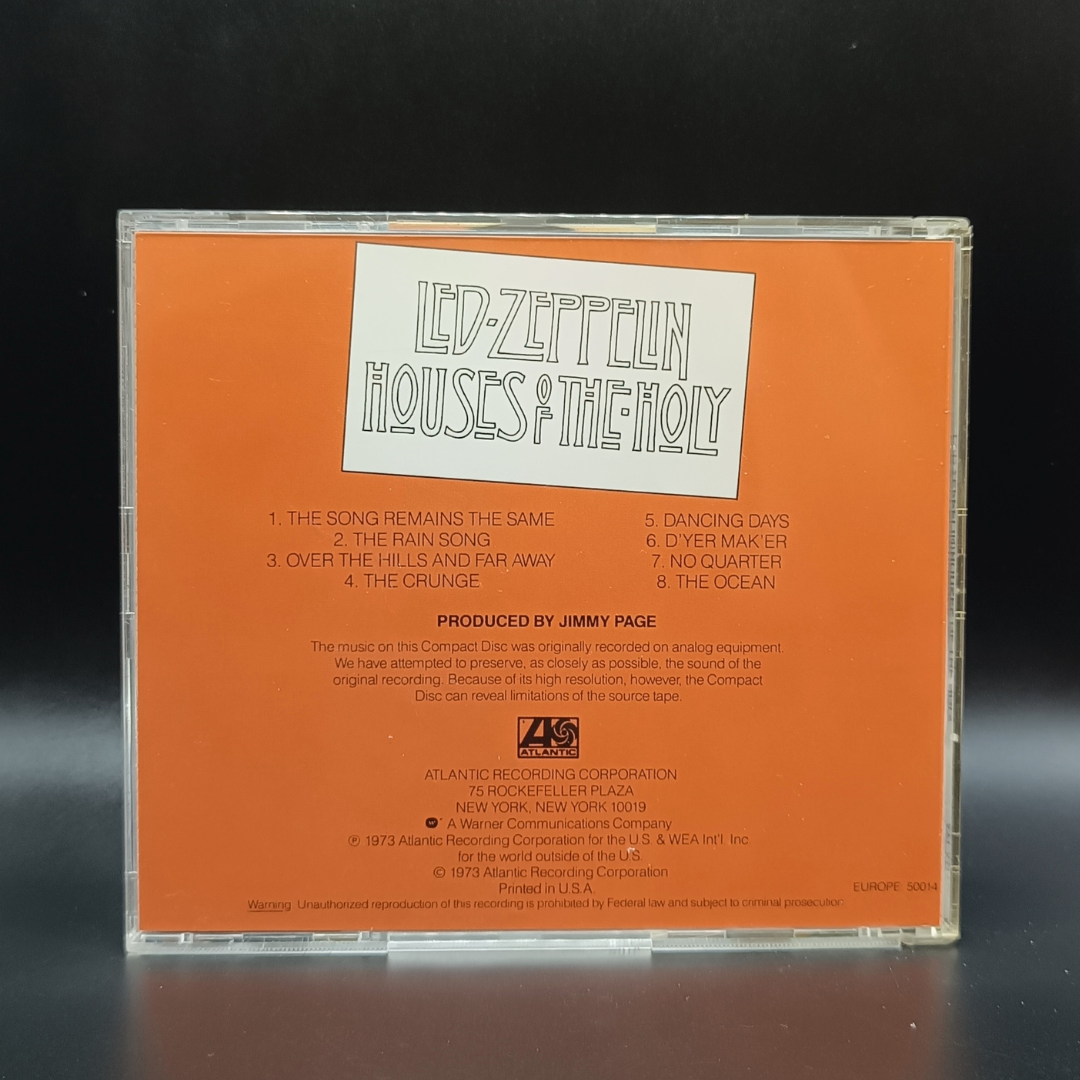 LED·ZEPPELIN
HOUSES OF THE·HOLY
1. THE SONG REMAINS THE SAME
2. THE RAIN SONG
3. OVER THE HILLS AND FAR AWAY
4. THE CRUNGE
5. DANCING DAYS
6. D'YER MAK'ER
7. NO QUARTER
8. THE OCEAN
PRODUCED BY JIMMY PAGE
The music on this Compact Disc was originally recorded on analog equipment.
We have attempted to preserve, as closely as possible, the sound of the
original recording. Because of its high resolution, however, the Compact
Disc can reveal limitations of the source tape.
ATLANTIC
ATLANTIC RECORDING CORPORATION
75 ROCKEFELLER PLAZA
NEW YORK, NEW YORK 10019
A Warner Communications Company
℗ 1973 Atlantic Recording Corporation for the U.S. & WEA Int'l. Inc.
for the world outside of the U.S.
© 1973 Atlantic Recording Corporation
Printed in U.S.A.
EUROPE 50014
Warning Unauthorized reproduction of this recording is prohibited by Federal law and subject to criminal prosecution.